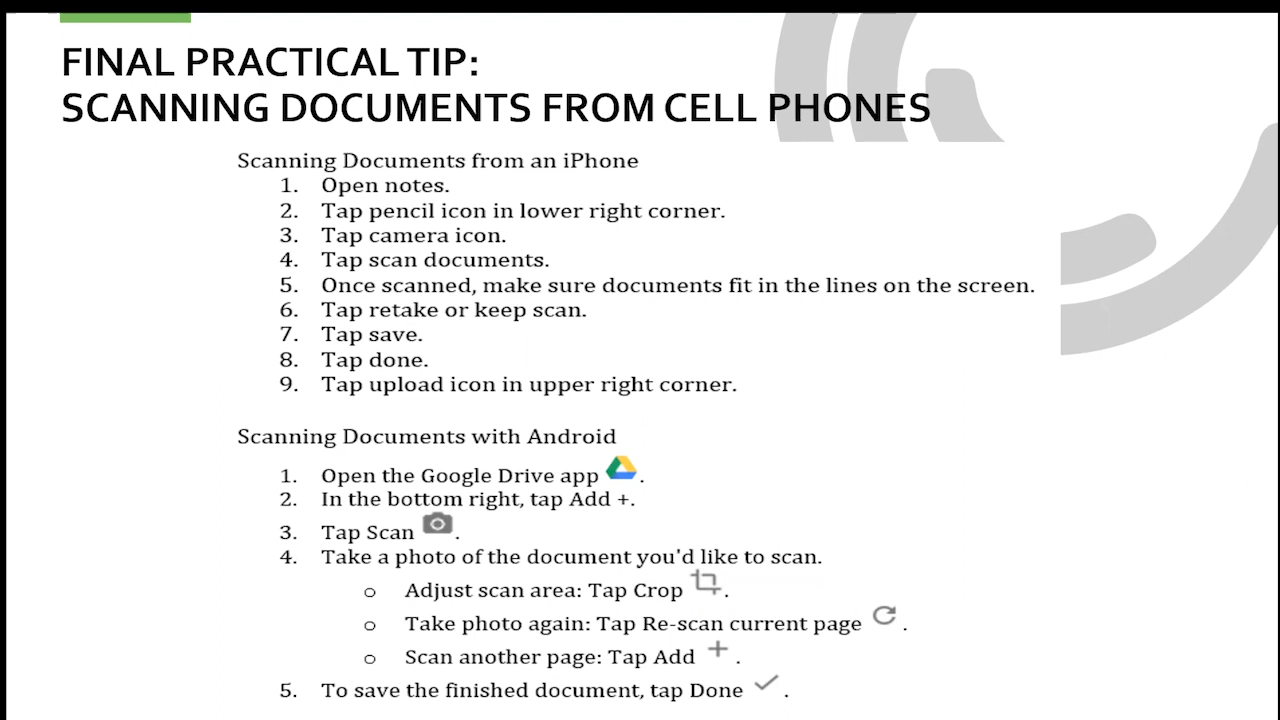 FINAL PRACTICAL TIP:
SCANNING DOCUMENTS FROM CELL PHONES
Scanning Documents from an iPhone
1. Open notes.
2. Tap pencil icon in lower right corner.
3. Tap camera icon.
4. Tap scan documents.
5. Once scanned, make sure documents fit in the lines on the screen.
6. Tap retake or keep scan.
7. Tap save.
8. Tap done.
9. Tap upload icon in upper right corner.
Scanning Documents with Android
1. Open the Google Drive app .
2. In the bottom right, tap Add +.
3. Tap Scan .
4. Take a photo of the document you'd like to scan.
o Adjust scan area: Tap Crop .
o Take photo again: Tap Re-scan current page .
o Scan another page: Tap Add + .
5. To save the finished document, tap Done ✓ .